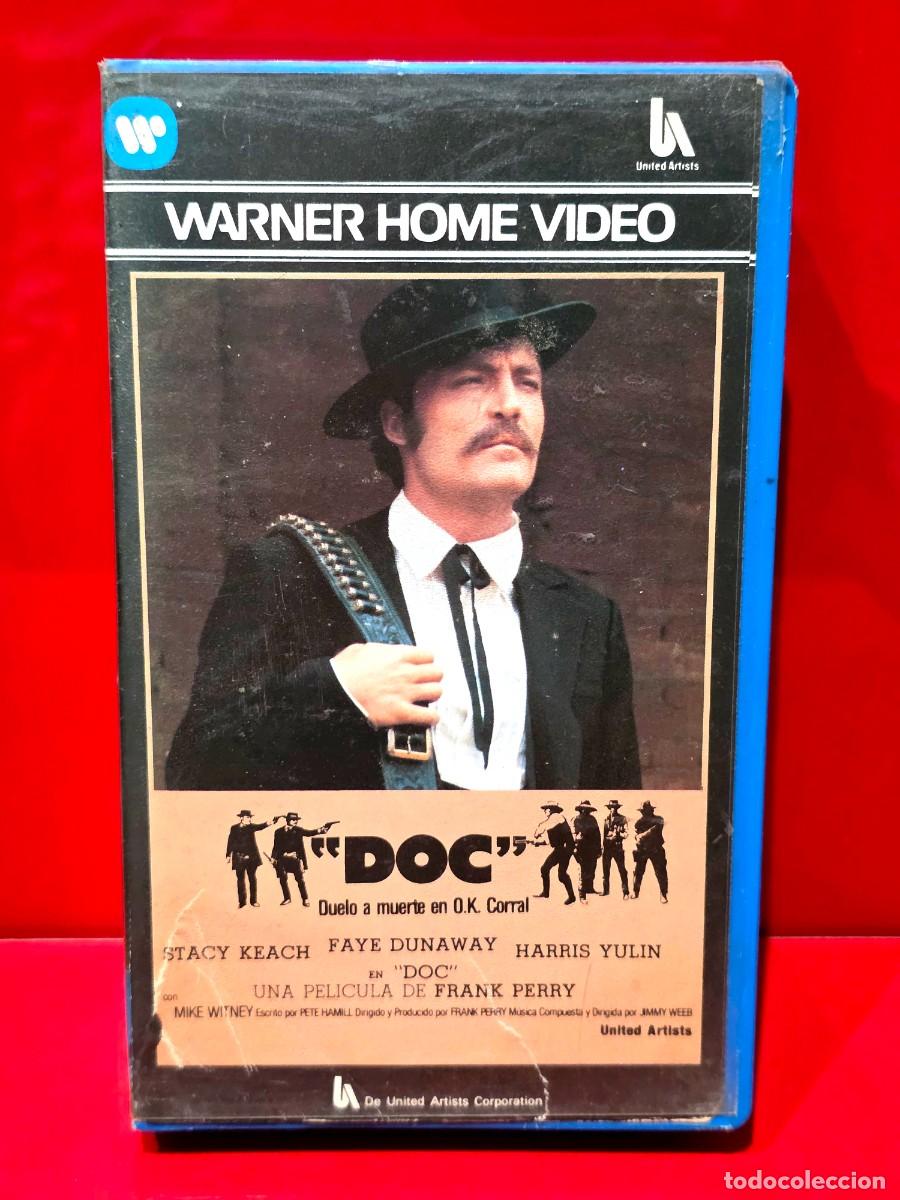 United Artists
WARNER HOME VIDEO
"DOC"
Duelo a muerte en O.K. Corral
STACY KEACH FAYE DUNAWAY HARRIS YULIN
EN "DOC"
UNA PELICULA DE FRANK PERRY
con
MIKE WITNEY Escrito por PETE HAMILL Dirigido y Producido por FRANK PERRY Música Compuesta y Dirigida por JIMMY WEEB
United Artists
De United Artists Corporation
todocoleccion